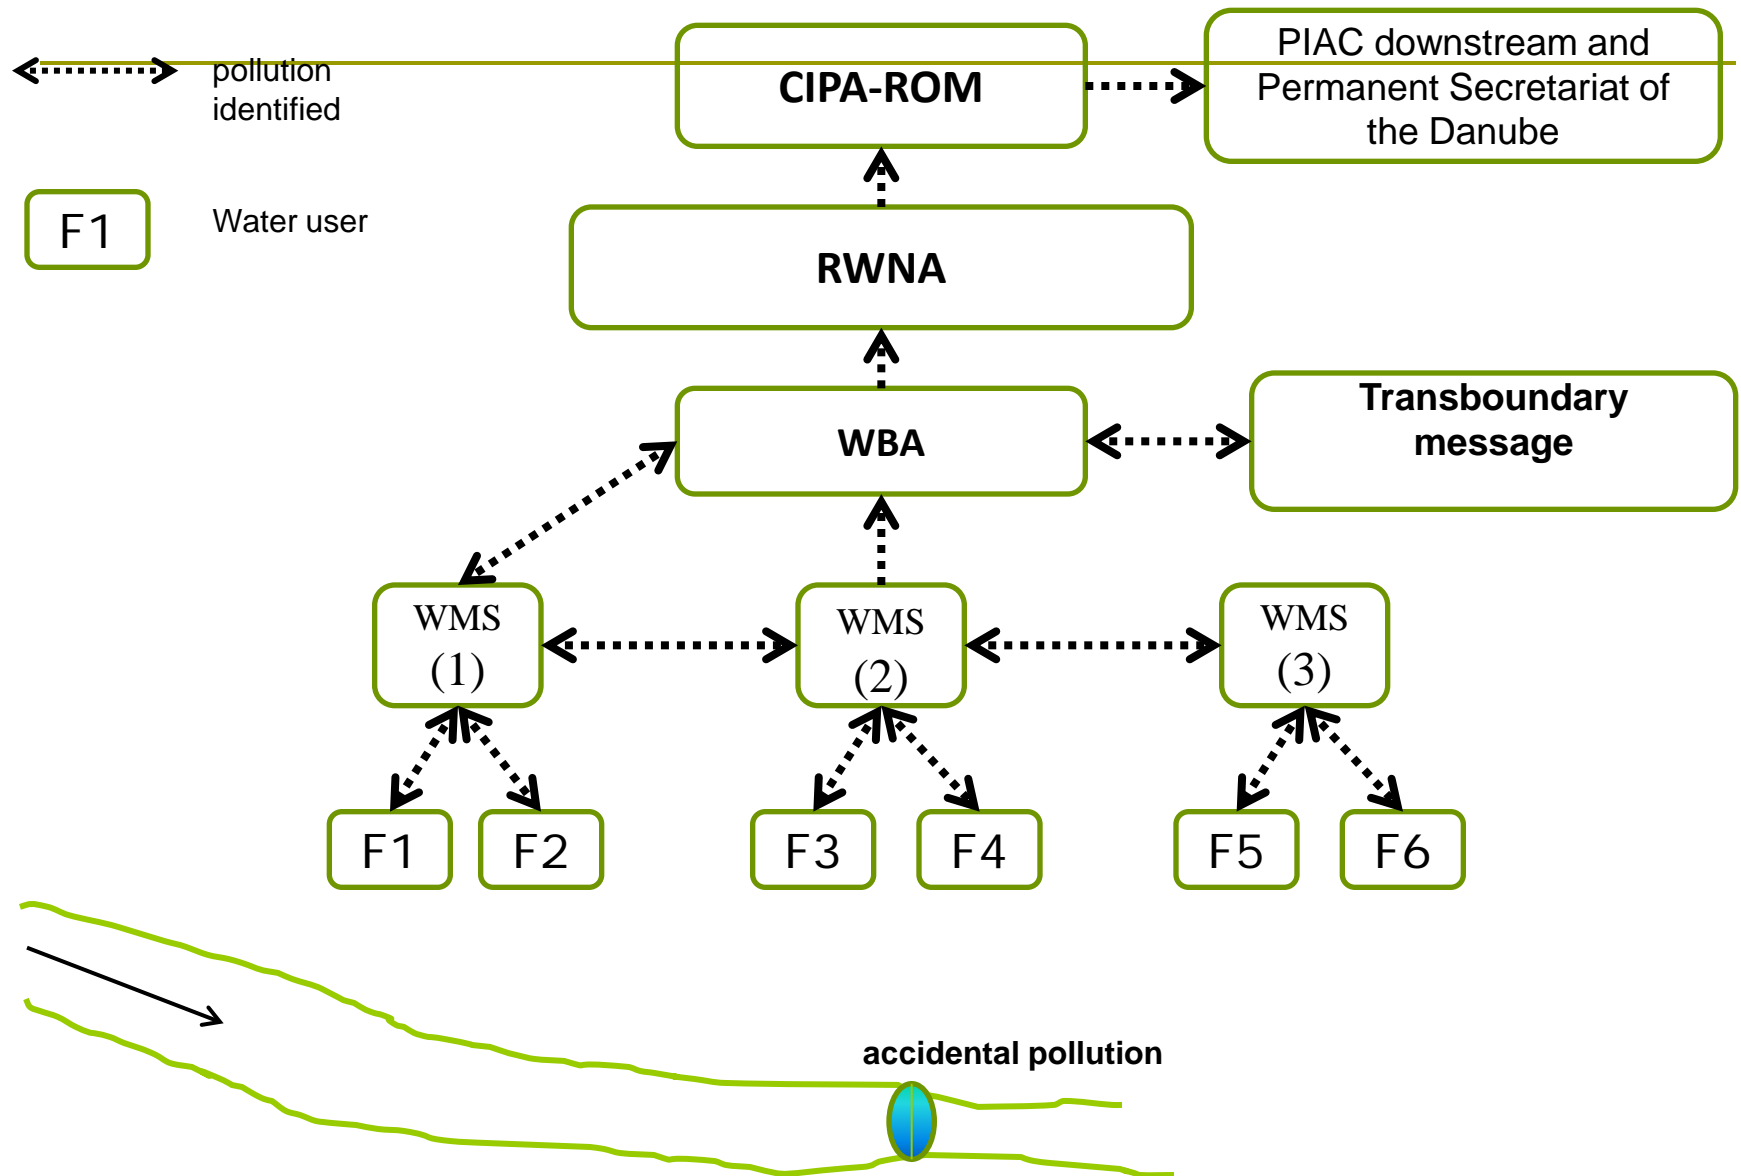 pollution
identified
CIPA-ROM
PIAC downstream and
Permanent Secretariat of
the Danube
F1
Water user
RWNA
WBA
Transboundary
message
WMS
(1)
WMS
(2)
WMS
(3)
F1
F2
F3
F4
F5
F6
accidental pollution